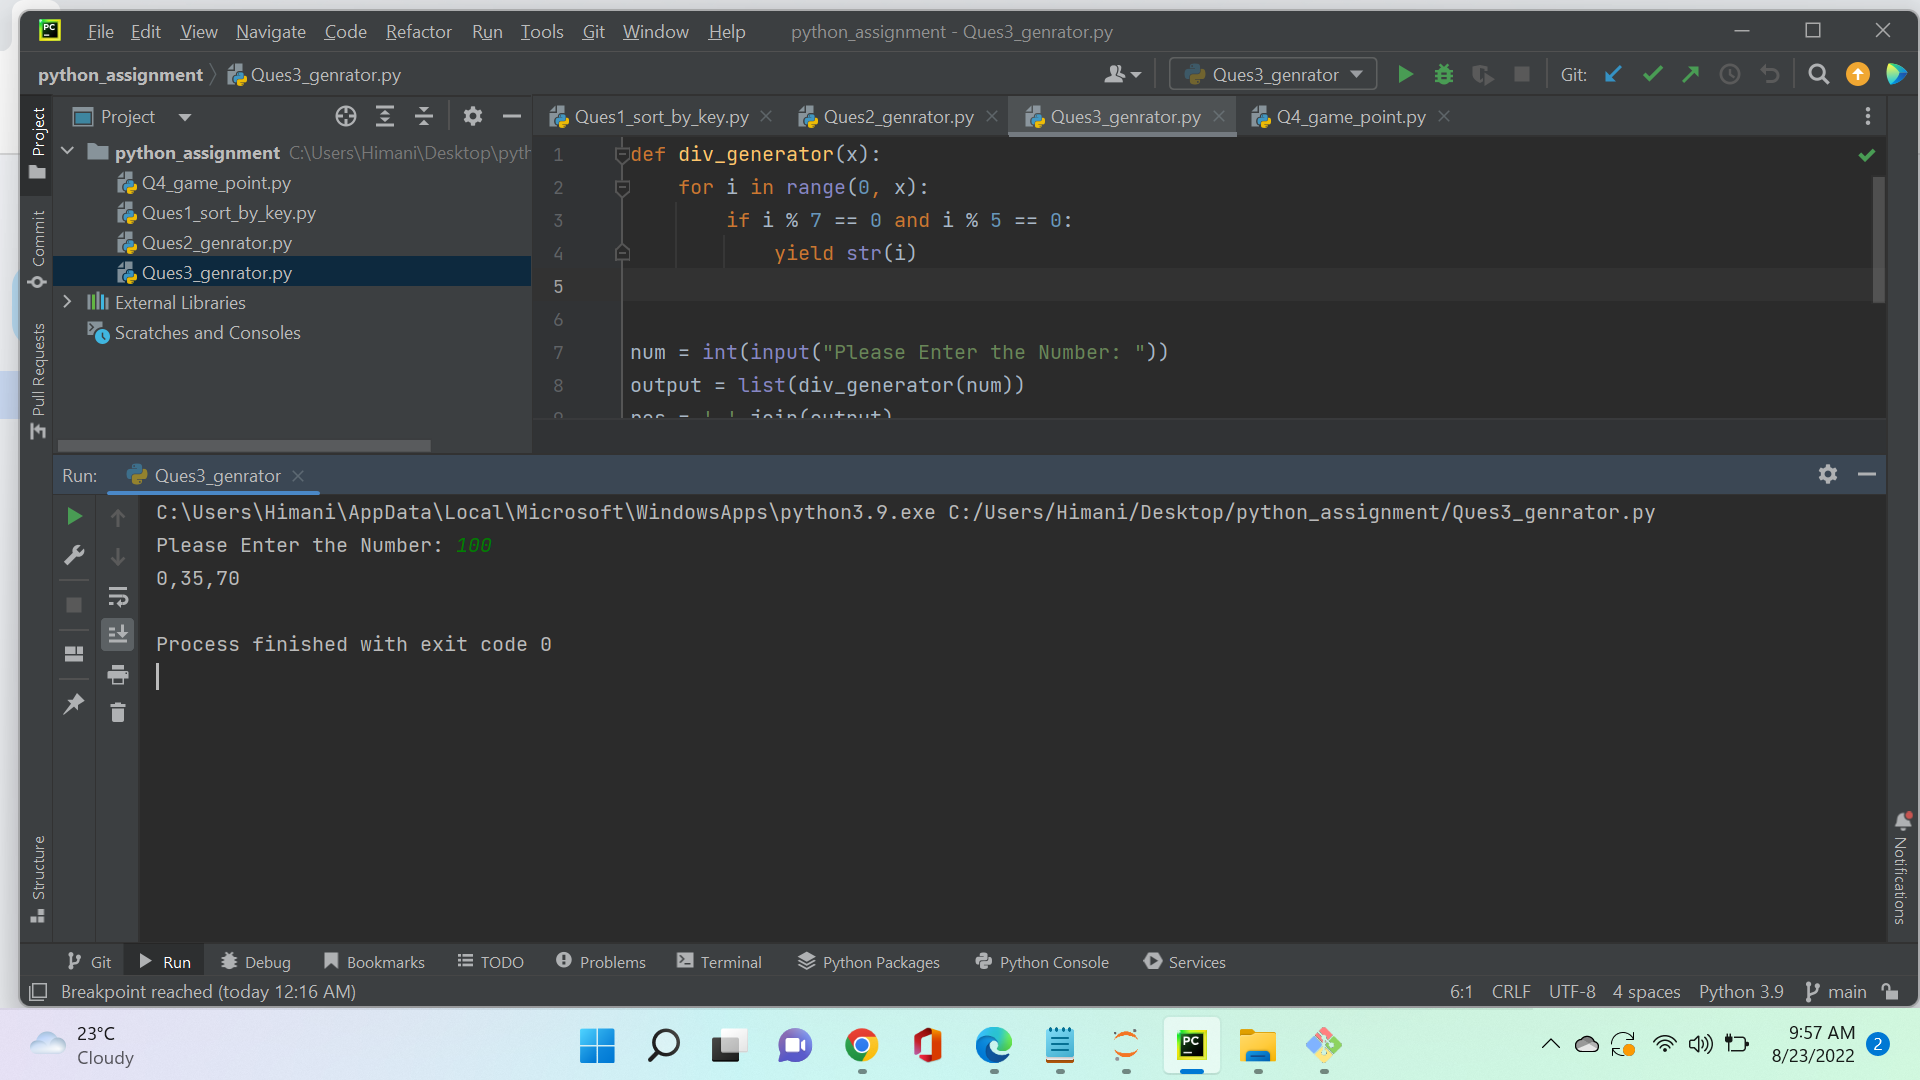 File Edit View Navigate Code Refactor Run Tools Git Window Help python_assignment - Ques3_genrator.py
python_assignment Ques3_genrator.py Ques3_genrator Git:
Project
Project
Commit
Pull Requests
Structure
python_assignment C:\Users\Himani\Desktop\pyth
Q4_game_point.py
Ques1_sort_by_key.py
Ques2_genrator.py
Ques3_genrator.py
External Libraries
Scratches and Consoles
Ques1_sort_by_key.py Ques2_genrator.py Ques3_genrator.py Q4_game_point.py
1 def div_generator(x):
2 for i in range(0, x):
3 if i % 7 == 0 and i % 5 == 0:
4 yield str(i)
5
6
7 num = int(input("Please Enter the Number: "))
8 output = list(div_generator(num))
Run: Ques3_genrator
C:\Users\Himani\AppData\Local\Microsoft\WindowsApps\python3.9.exe C:/Users/Himani/Desktop/python_assignment/Ques3_genrator.py
Please Enter the Number: 100
0,35,70
Process finished with exit code 0
Notifications
Git Run Debug Bookmarks TODO Problems Terminal Python Packages Python Console Services
Breakpoint reached (today 12:16 AM) 6:1 CRLF UTF-8 4 spaces Python 3.9 main
23°C
Cloudy
PC
PC
9:57 AM
8/23/2022
2